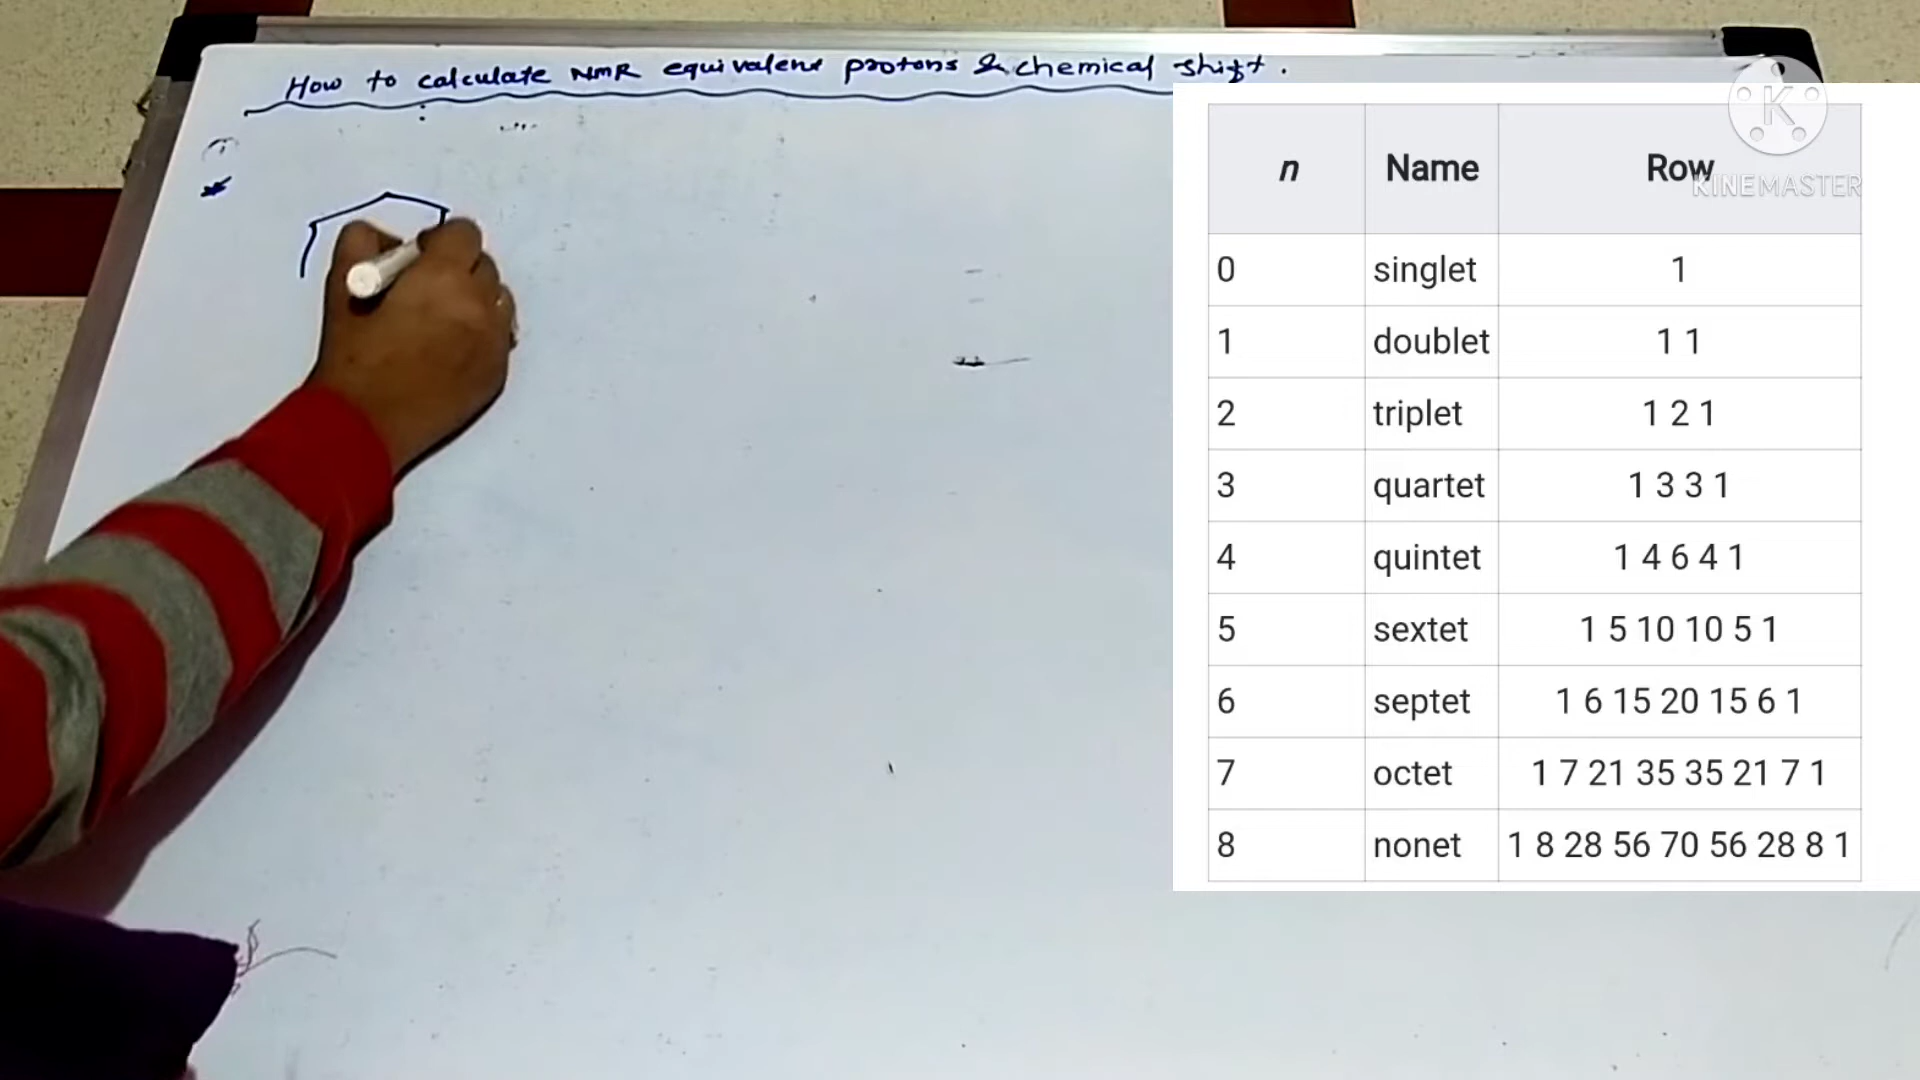 How to calculate NMR equivalent protons & chemical shift.
n Name Row
0 singlet 1
1 doublet 1 1
2 triplet 1 2 1
3 quartet 1 3 3 1
4 quintet 1 4 6 4 1
5 sextet 1 5 10 10 5 1
6 septet 1 6 15 20 15 6 1
7 octet 1 7 21 35 35 21 7 1
8 nonet 1 8 28 56 70 56 28 8 1
K
KINEMASTER